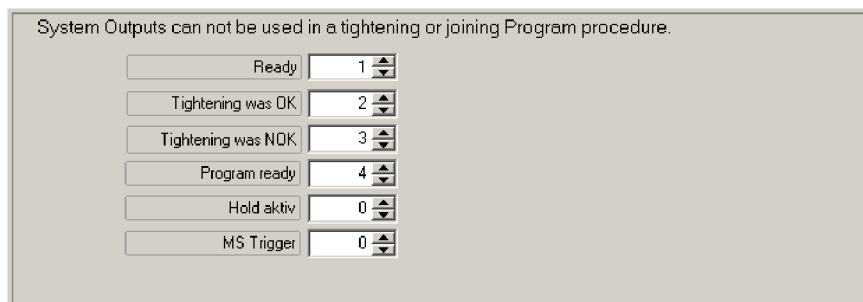 System Outputs can not be used in a tightening or joining Program procedure.
Ready 1
Tightening was OK 2
Tightening was NOK 3
Program ready 4
Hold aktiv 0
MS Trigger 0